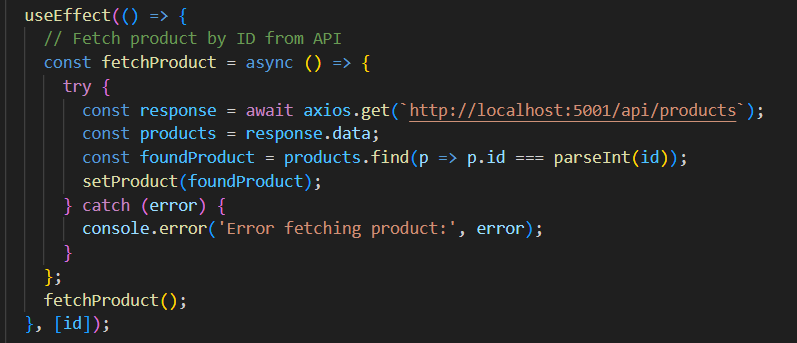 useEffect(() => {
  // Fetch product by ID from API
  const fetchProduct = async () => {
    try {
      const response = await axios.get(`http://localhost:5001/api/products`);
      const products = response.data;
      const foundProduct = products.find(p => p.id === parseInt(id));
      setProduct(foundProduct);
    } catch (error) {
      console.error('Error fetching product:', error);
    }
  };
  fetchProduct();
}, [id]);